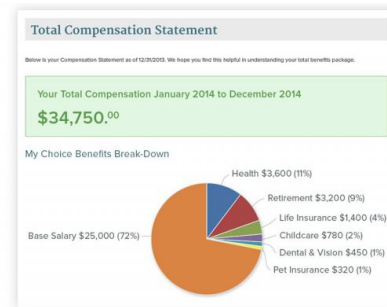 Total Compensation Statement
Below is your Compensation Statement as of 12/31/2013. We hope you find this helpful in understanding your total benefits package.
Your Total Compensation January 2014 to December 2014
$34,750.00
My Choice Benefits Break-Down
Health $3,600 (11%)
Retirement $3,200 (9%)
Life Insurance $1,400 (4%)
Childcare $780 (2%)
Dental & Vision $450 (1%)
Pet Insurance $320 (1%)
Base Salary $25,000 (72%)